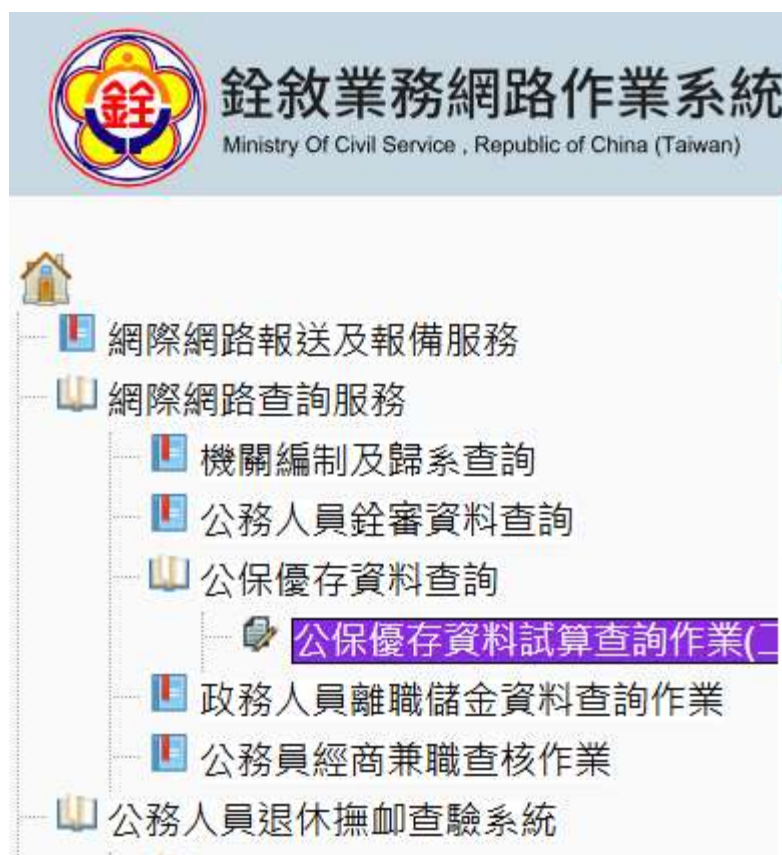 銓
銓敘業務網路作業系統
Ministry Of Civil Service , Republic of China (Taiwan)
網際網路報送及報備服務
網際網路查詢服務
機關編制及歸系查詢
公務人員銓審資料查詢
公保優存資料查詢
公保優存資料試算查詢作業(二
政務人員離職儲金資料查詢作業
公務員經商兼職查核作業
公務人員退休撫卹查驗系統